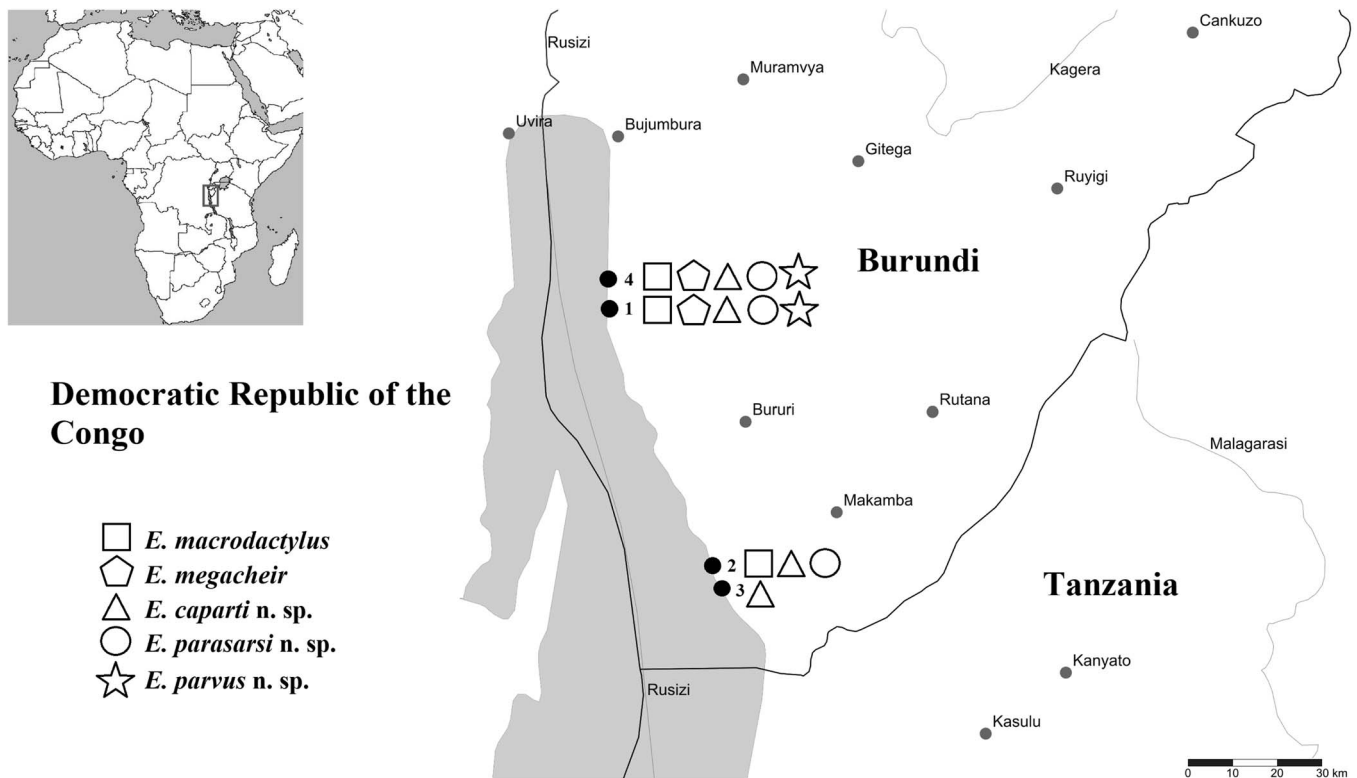 Rusizi
Cankuzo
Muramvya
Kagera
Uvira
Bujumbura
Gitega
Ruyigi
Burundi
4
1
Democratic Republic of the
Congo
Bururi
Rutana
Malagarasi
Makamba
E. macrodactylus
E. megacheir
E. caparti n. sp.
E. parasarsi n. sp.
E. parvus n. sp.
2
3
Tanzania
Kanyato
Rusizi
Kasulu
0 10 20 30 km